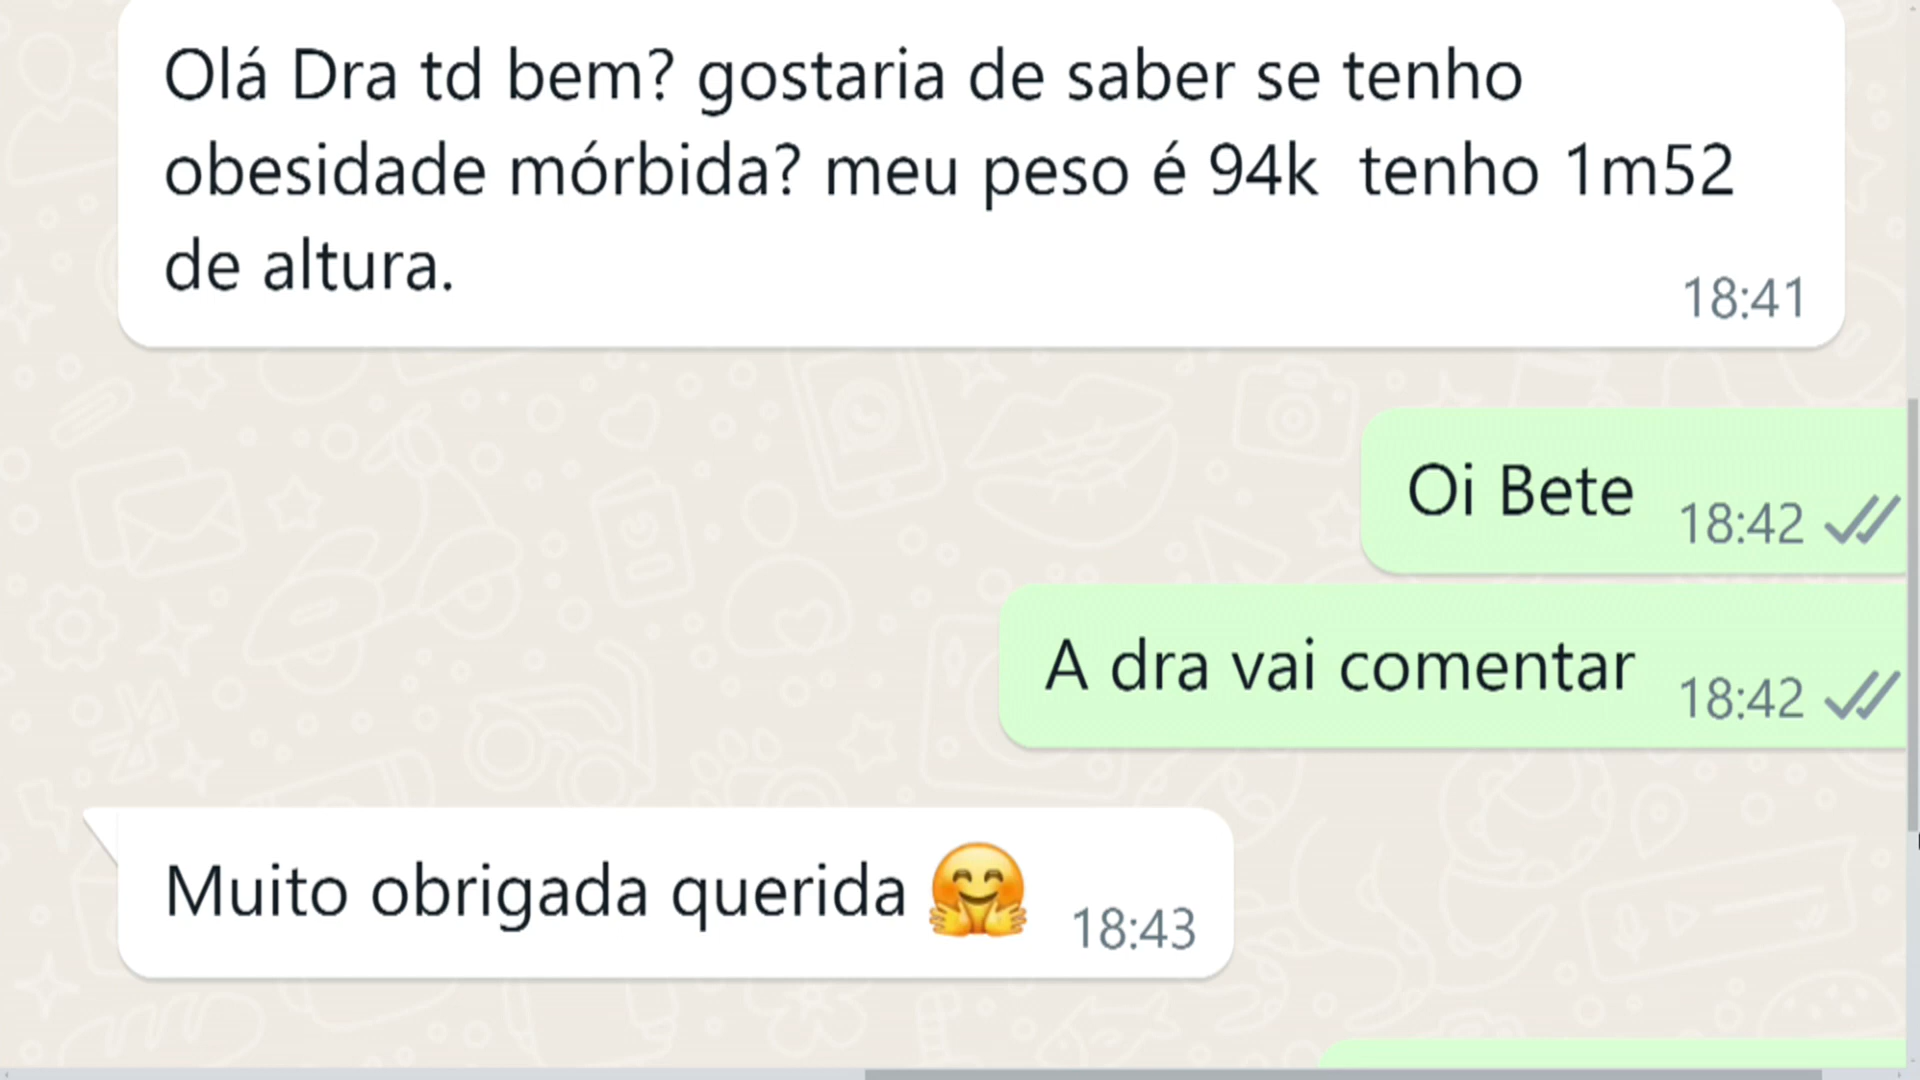 Olá Dra td bem? gostaria de saber se tenho
obesidade mórbida? meu peso é 94k  tenho 1m52
de altura.
18:41
Oi Bete
18:42
A dra vai comentar
18:42
Muito obrigada querida 🤗
18:43